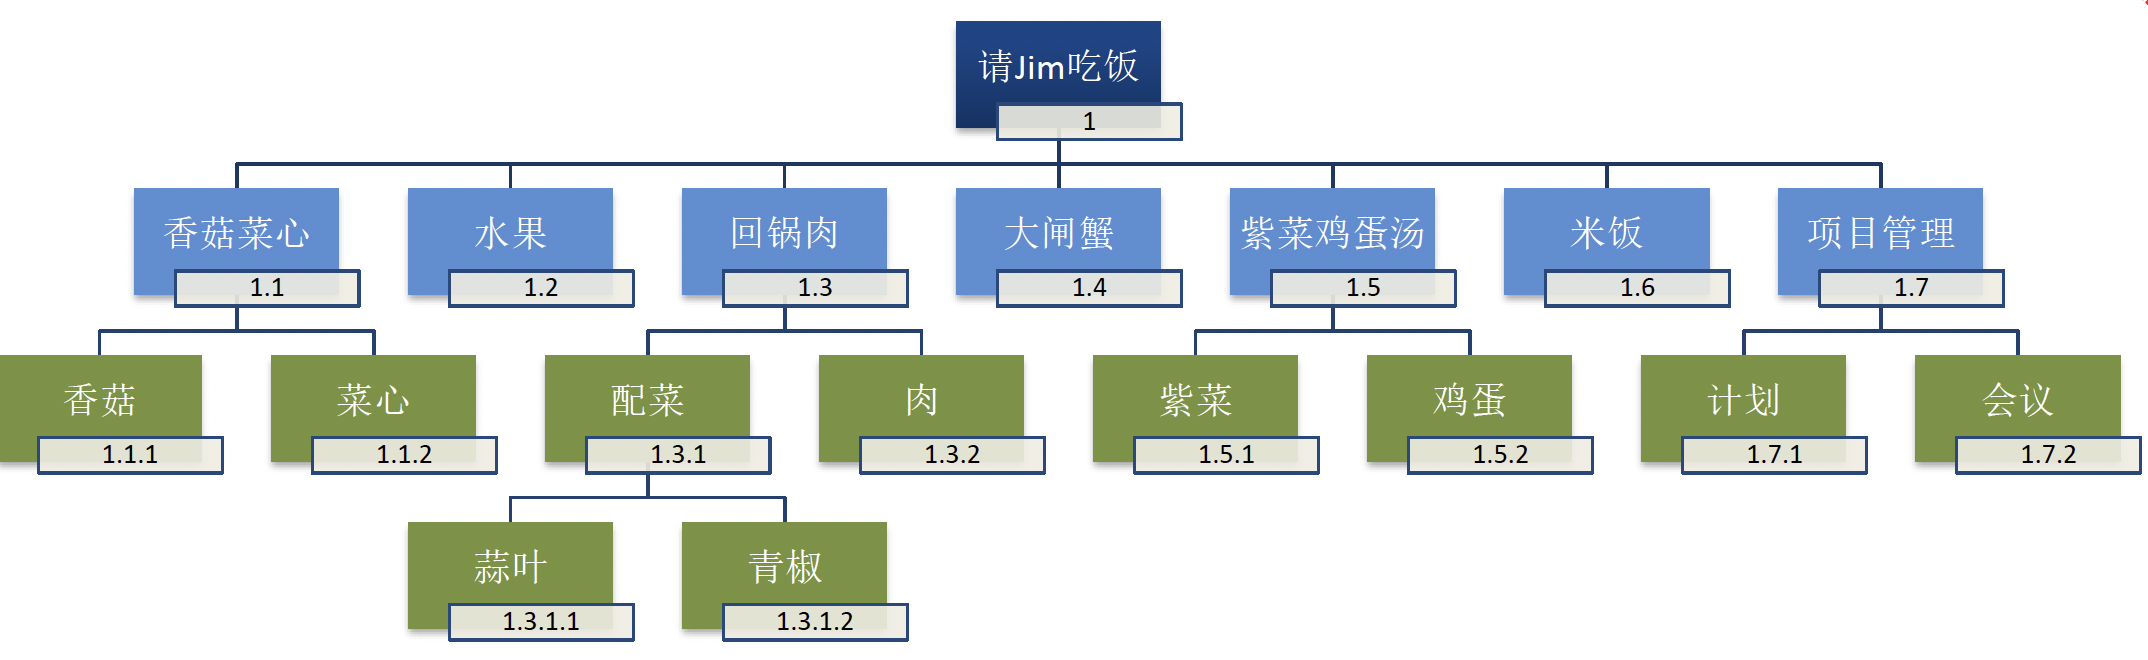 请Jim吃饭
1
香菇菜心
1.1
水果
1.2
回锅肉
1.3
大闸蟹
1.4
紫菜鸡蛋汤
1.5
米饭
1.6
项目管理
1.7
香菇
1.1.1
菜心
1.1.2
配菜
1.3.1
肉
1.3.2
紫菜
1.5.1
鸡蛋
1.5.2
计划
1.7.1
会议
1.7.2
蒜叶
1.3.1.1
青椒
1.3.1.2